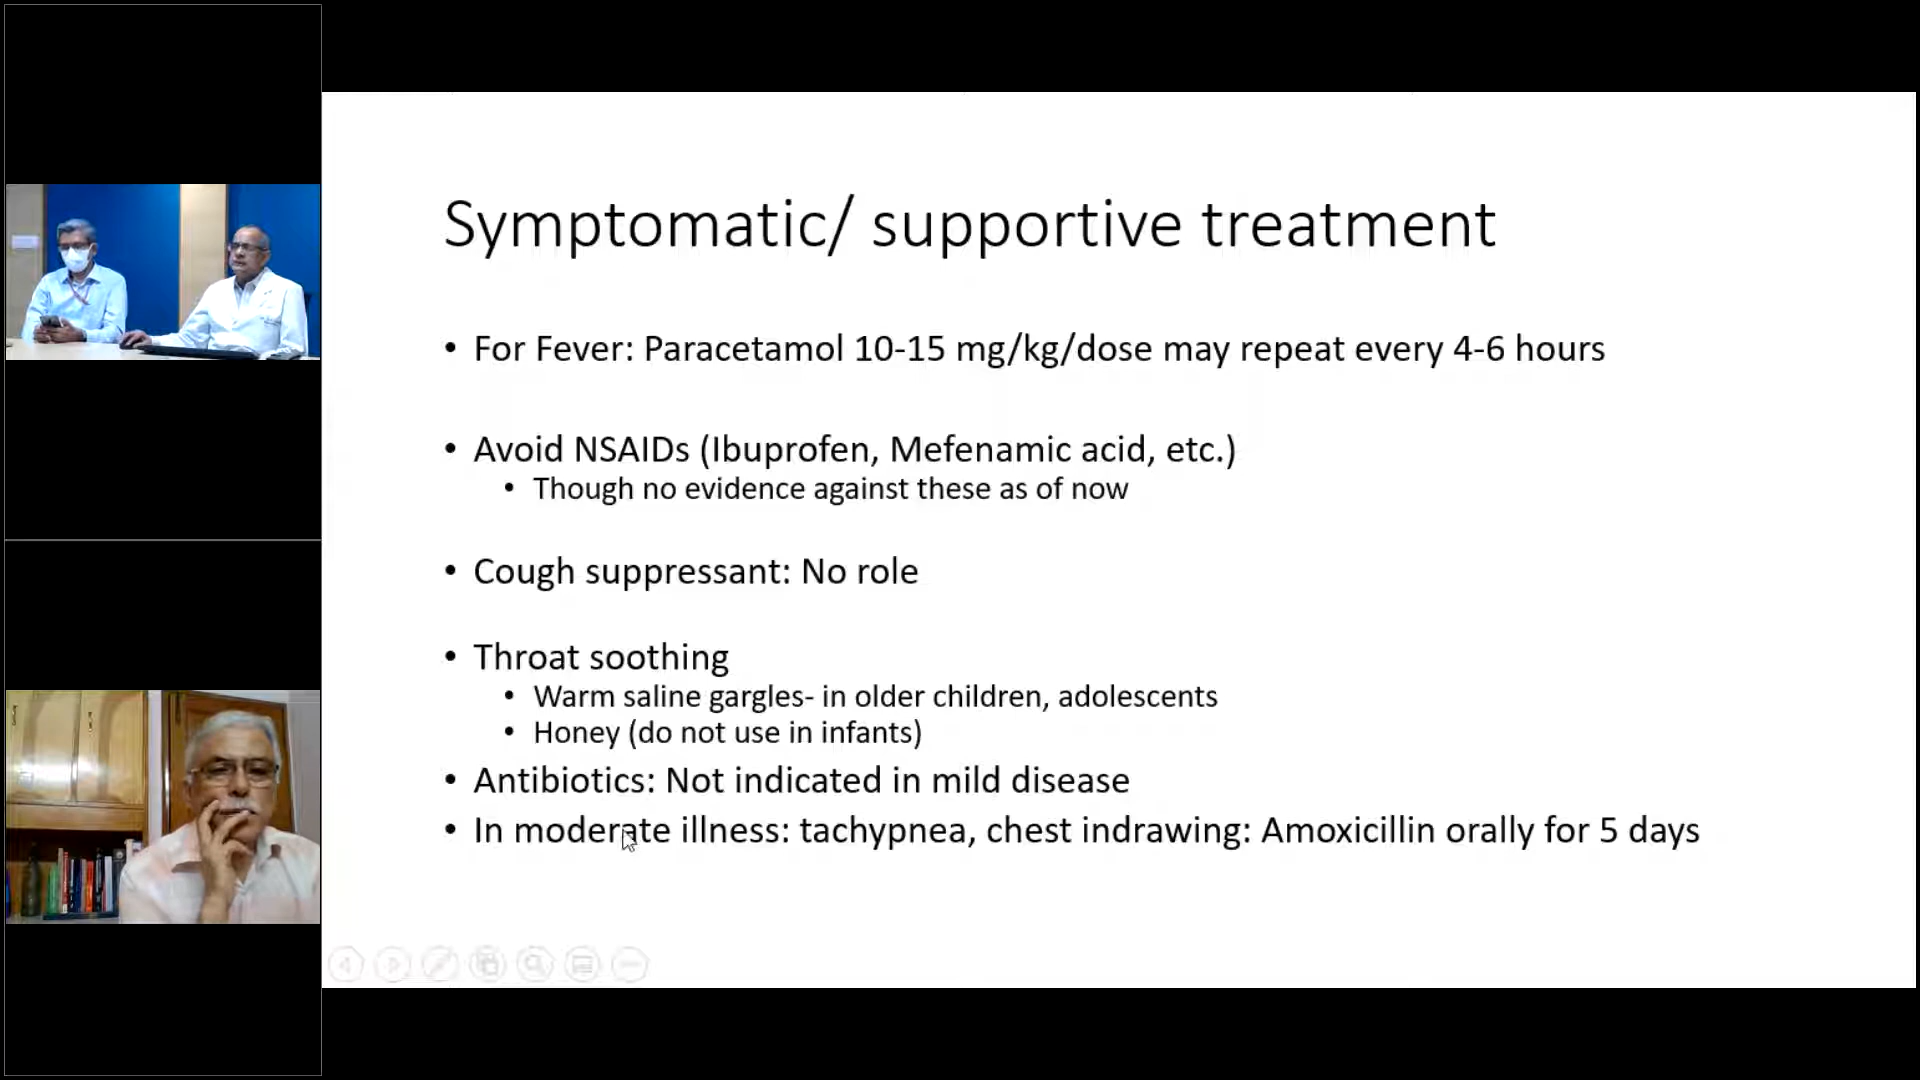 Symptomatic/ supportive treatment
• For Fever: Paracetamol 10-15 mg/kg/dose may repeat every 4-6 hours
• Avoid NSAIDs (Ibuprofen, Mefenamic acid, etc.)
• Though no evidence against these as of now
• Cough suppressant: No role
• Throat soothing
• Warm saline gargles- in older children, adolescents
• Honey (do not use in infants)
• Antibiotics: Not indicated in mild disease
• In moderate illness: tachypnea, chest indrawing: Amoxicillin orally for 5 days